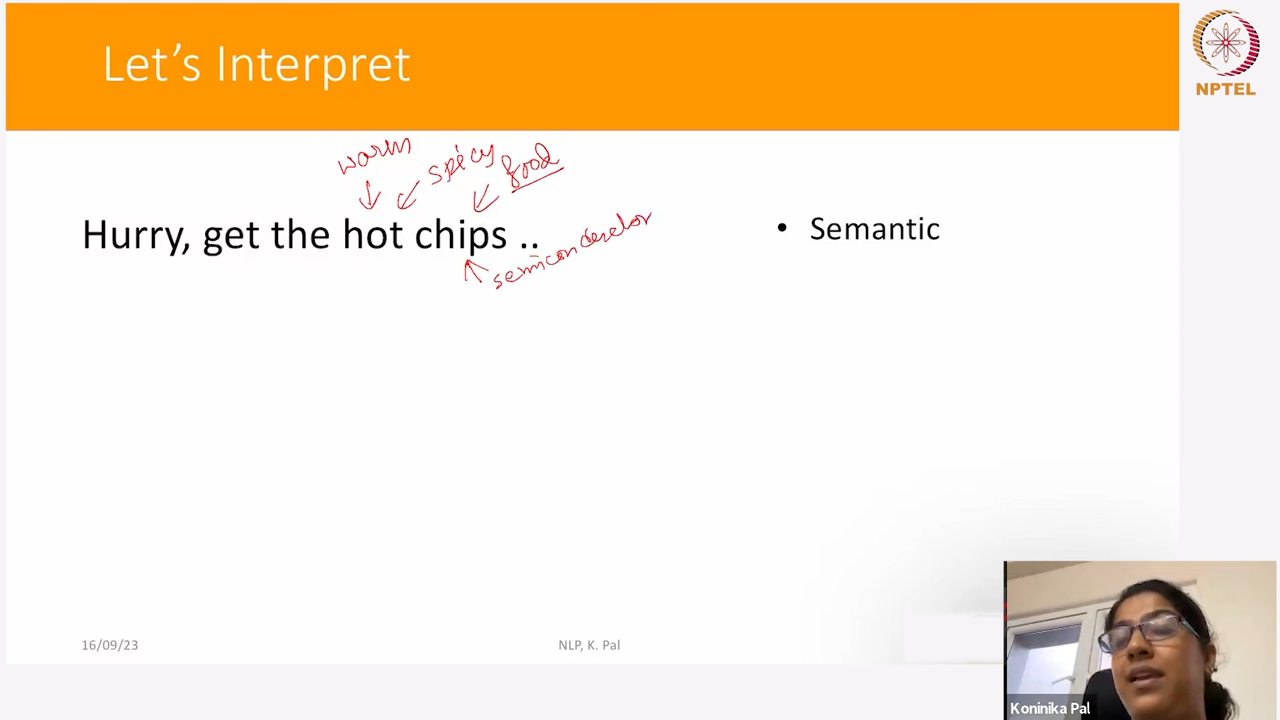 Let's Interpret
NPTEL
warm
spicy
food
Hurry, get the hot chips ..
• Semantic
semiconductor
16/09/23
NLP, K. Pal
Koninika Pal